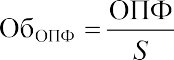 Об_ОПФ = ОПФ / S